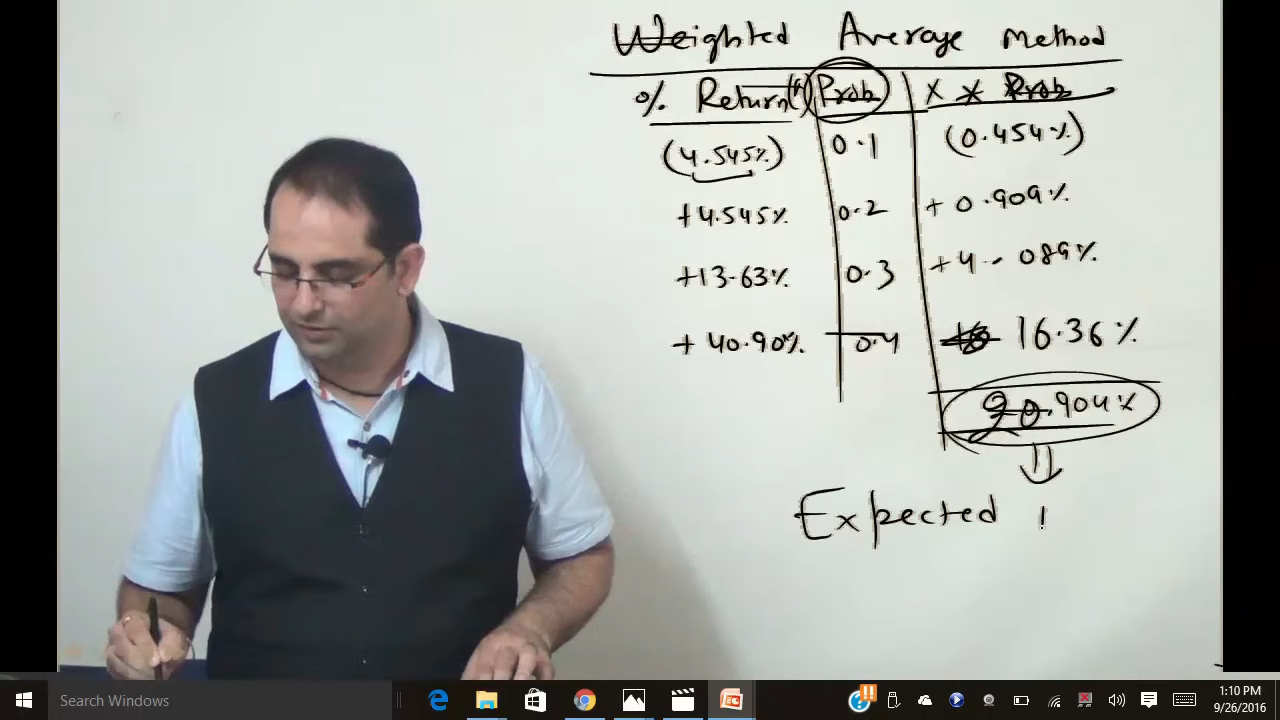 Weighted Average Method
% Return(x) Prob X * Prob
(4.545%) 0.1 (0.454%)
+4.545% 0.2 + 0.909%
+13.63% 0.3 + 4.089%
+ 40.90% 0.4 16.36%
20.904%
Expected
Search Windows
1:10 PM
9/26/2016